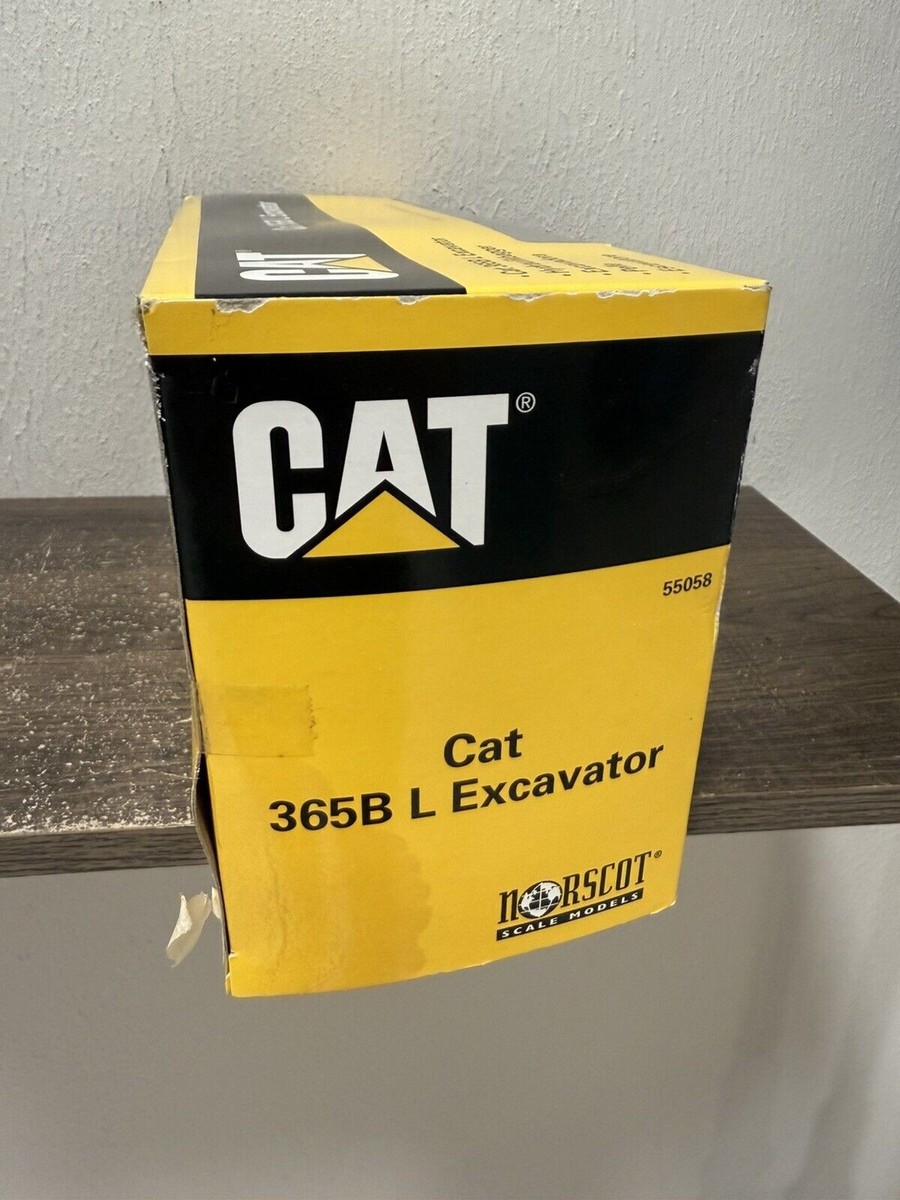 CAT
CAT®
55058
Cat
365B L Excavator
NORSCOT®
SCALE MODELS